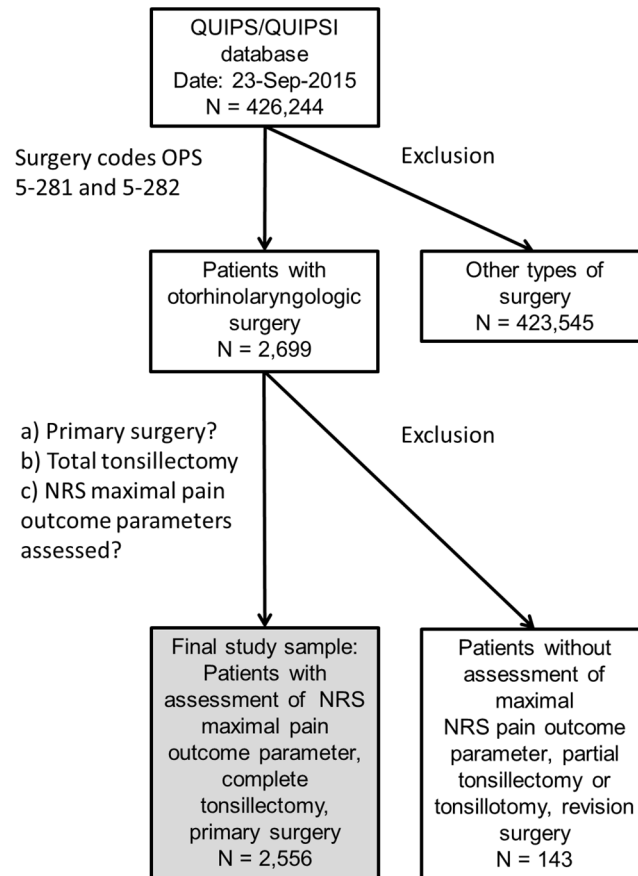 QUIPS/QUIPSI
database
Date: 23-Sep-2015
N = 426,244
Surgery codes OPS
5-281 and 5-282
Exclusion
Patients with
otorhinolaryngologic
surgery
N = 2,699
Other types of
surgery
N = 423,545
a) Primary surgery?
b) Total tonsillectomy
c) NRS maximal pain
outcome parameters
assessed?
Exclusion
Final study sample:
Patients with
assessment of NRS
maximal pain
outcome parameter,
complete
tonsillectomy,
primary surgery
N = 2,556
Patients without
assessment of
maximal
NRS pain outcome
parameter, partial
tonsillectomy or
tonsillotomy, revision
surgery
N = 143